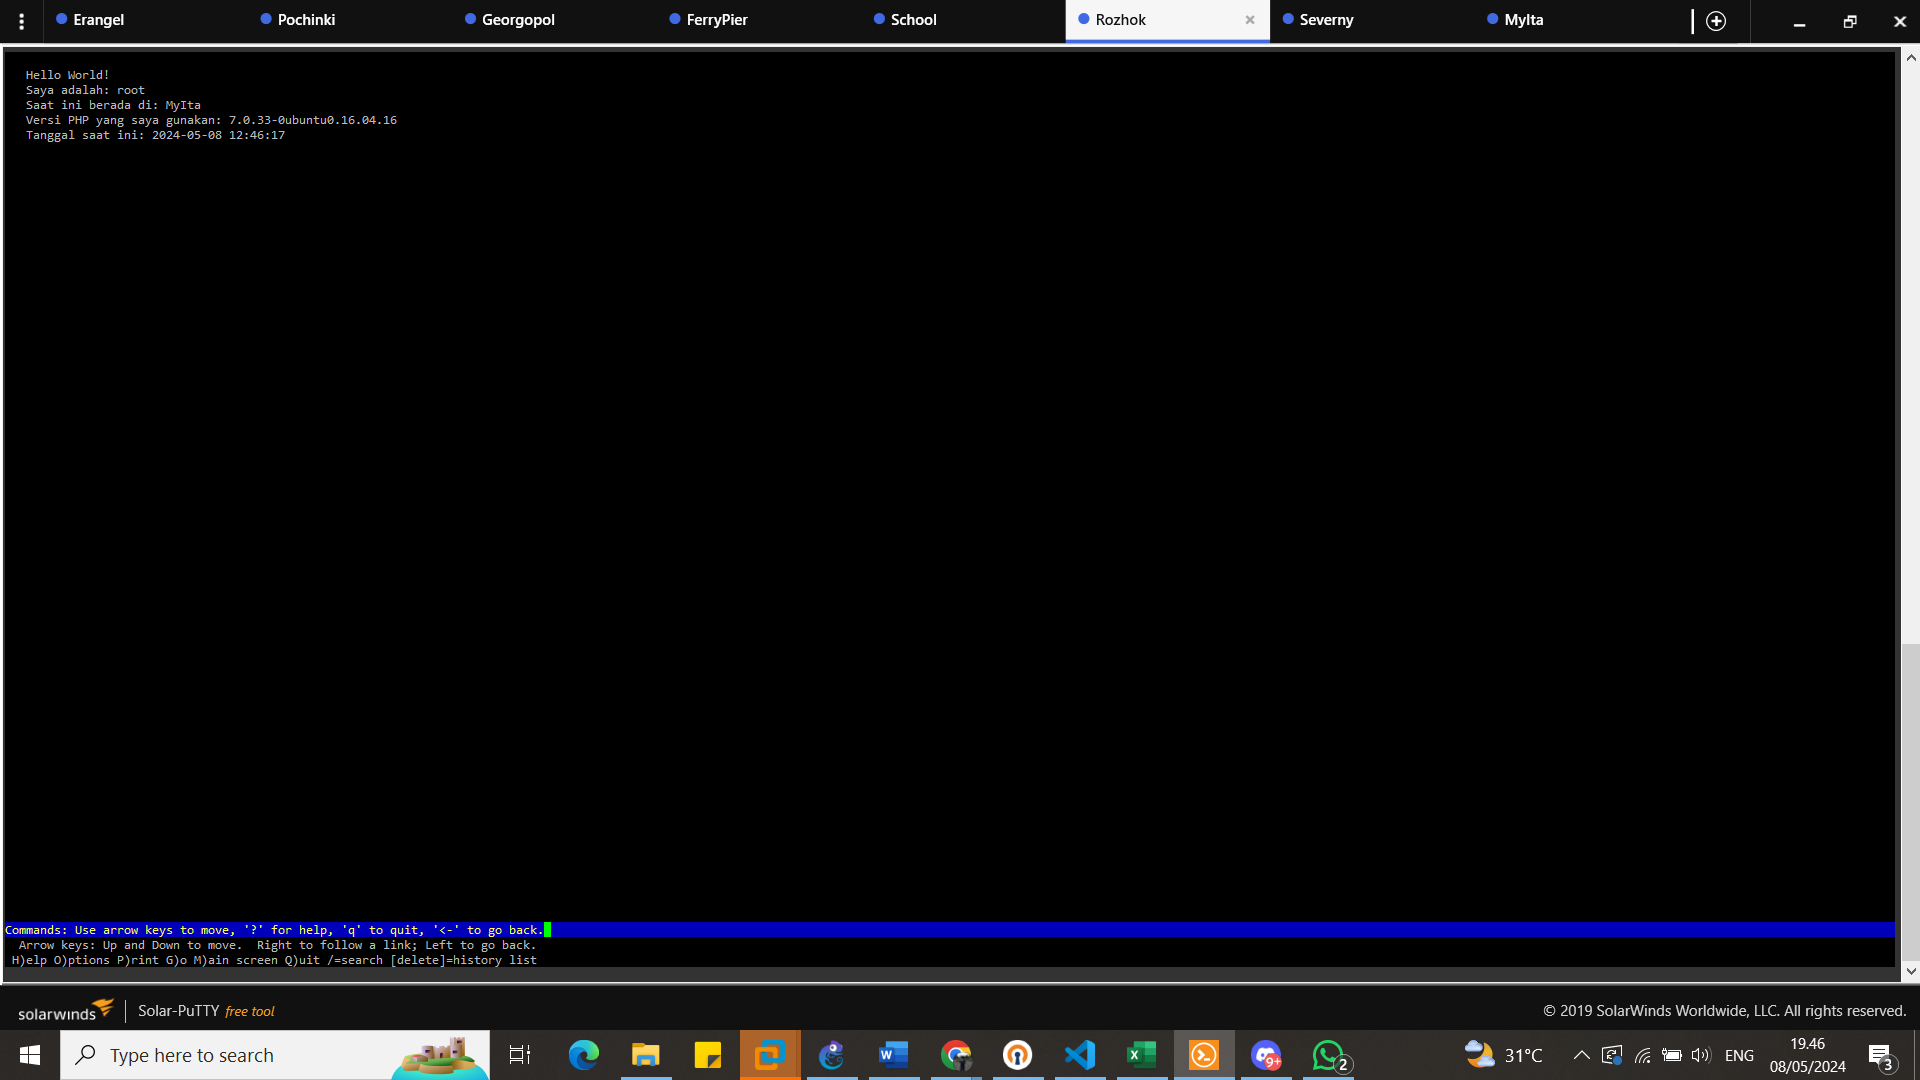 Erangel
Pochinki
Georgopol
FerryPier
School
Rozhok
Severny
MyIta
Hello World!
Saya adalah: root
Saat ini berada di: MyIta
Versi PHP yang saya gunakan: 7.0.33-0ubuntu0.16.04.16
Tanggal saat ini: 2024-05-08 12:46:17
Commands: Use arrow keys to move, '?' for help, 'q' to quit, '<-' to go back.
Arrow keys: Up and Down to move.  Right to follow a link; Left to go back.
H)elp O)ptions P)rint G)o M)ain screen Q)uit /=search [delete]=history list
solarwinds
Solar-PuTTY free tool
© 2019 SolarWinds Worldwide, LLC. All rights reserved.
Type here to search
9+
2
31°C
ENG
19.46
08/05/2024
3